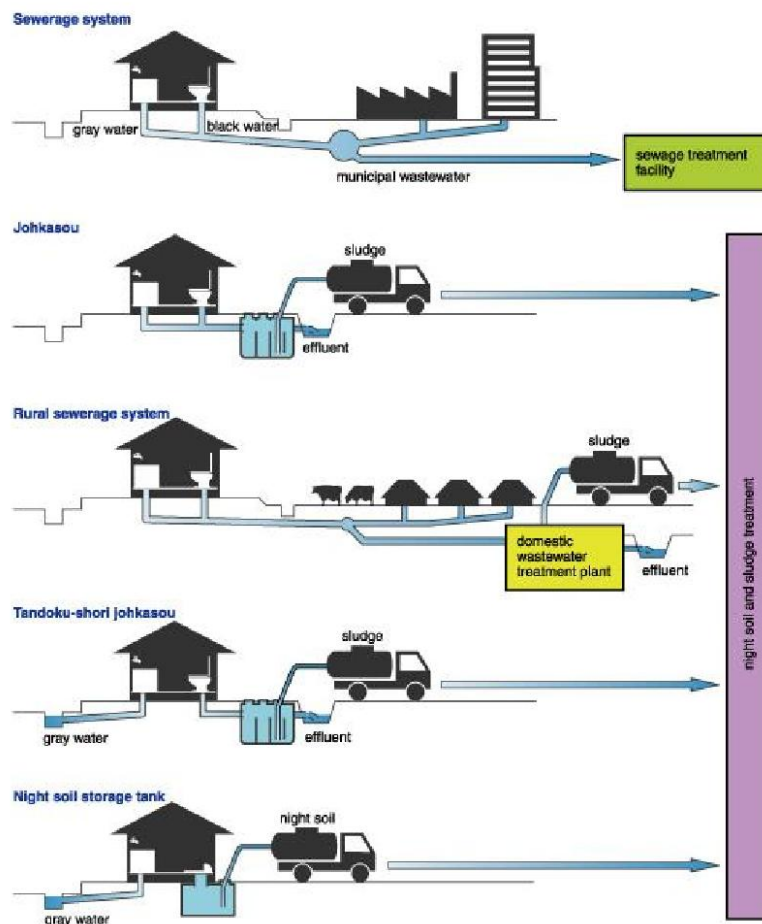 Sewerage system
gray water
black water
municipal wastewater
sewage treatment
facility
Johkasou
sludge
effluent
Rural sewerage system
sludge
domestic
wastewater
treatment plant
effluent
Tandoku-shori johkasou
sludge
gray water
effluent
Night soil storage tank
night soil
gray water
night soil and sludge treatment